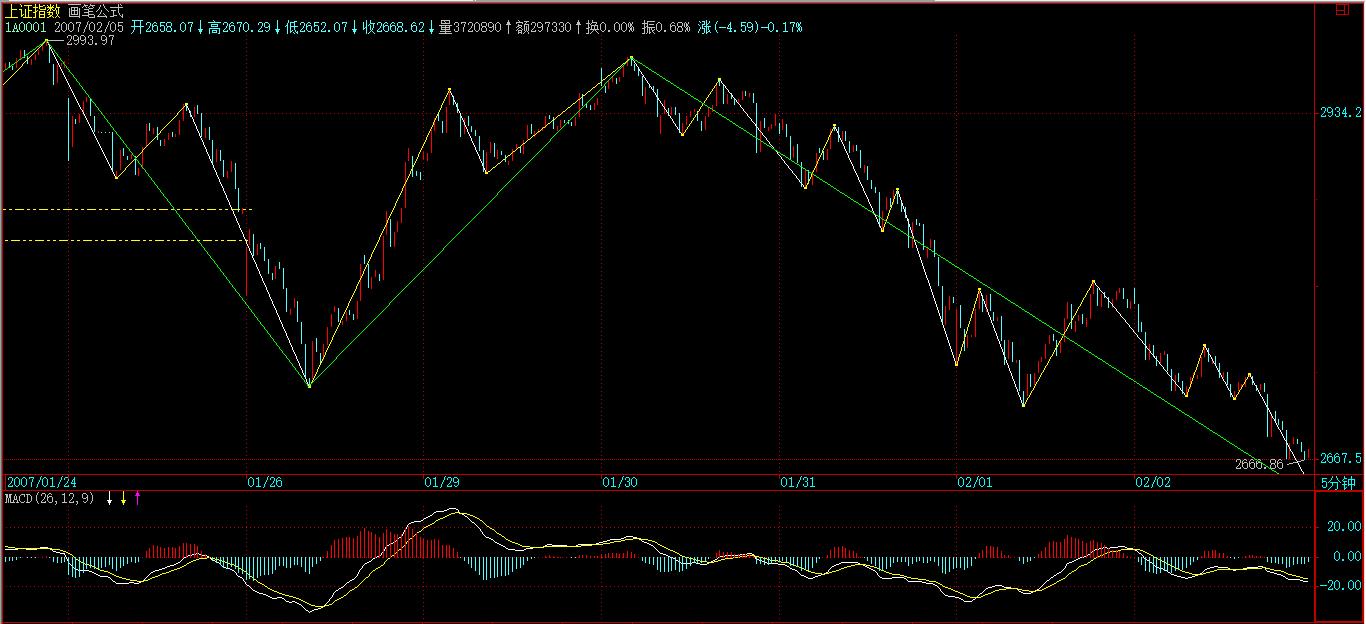 上证指数 画笔公式
1A0001 2007/02/05 开2658.07↓高2670.29↓低2652.07↓收2668.62↓量3720890↑额297330↑换0.00% 振0.68% 涨(-4.59)-0.17%
2993.97
2934.2
2667.5
2666.86
2007/01/24 01/26 01/29 01/30 01/31 02/01 02/02 5分钟
MACD(26,12,9) ↓ ↓ ↑
20.00
0.00
-20.00